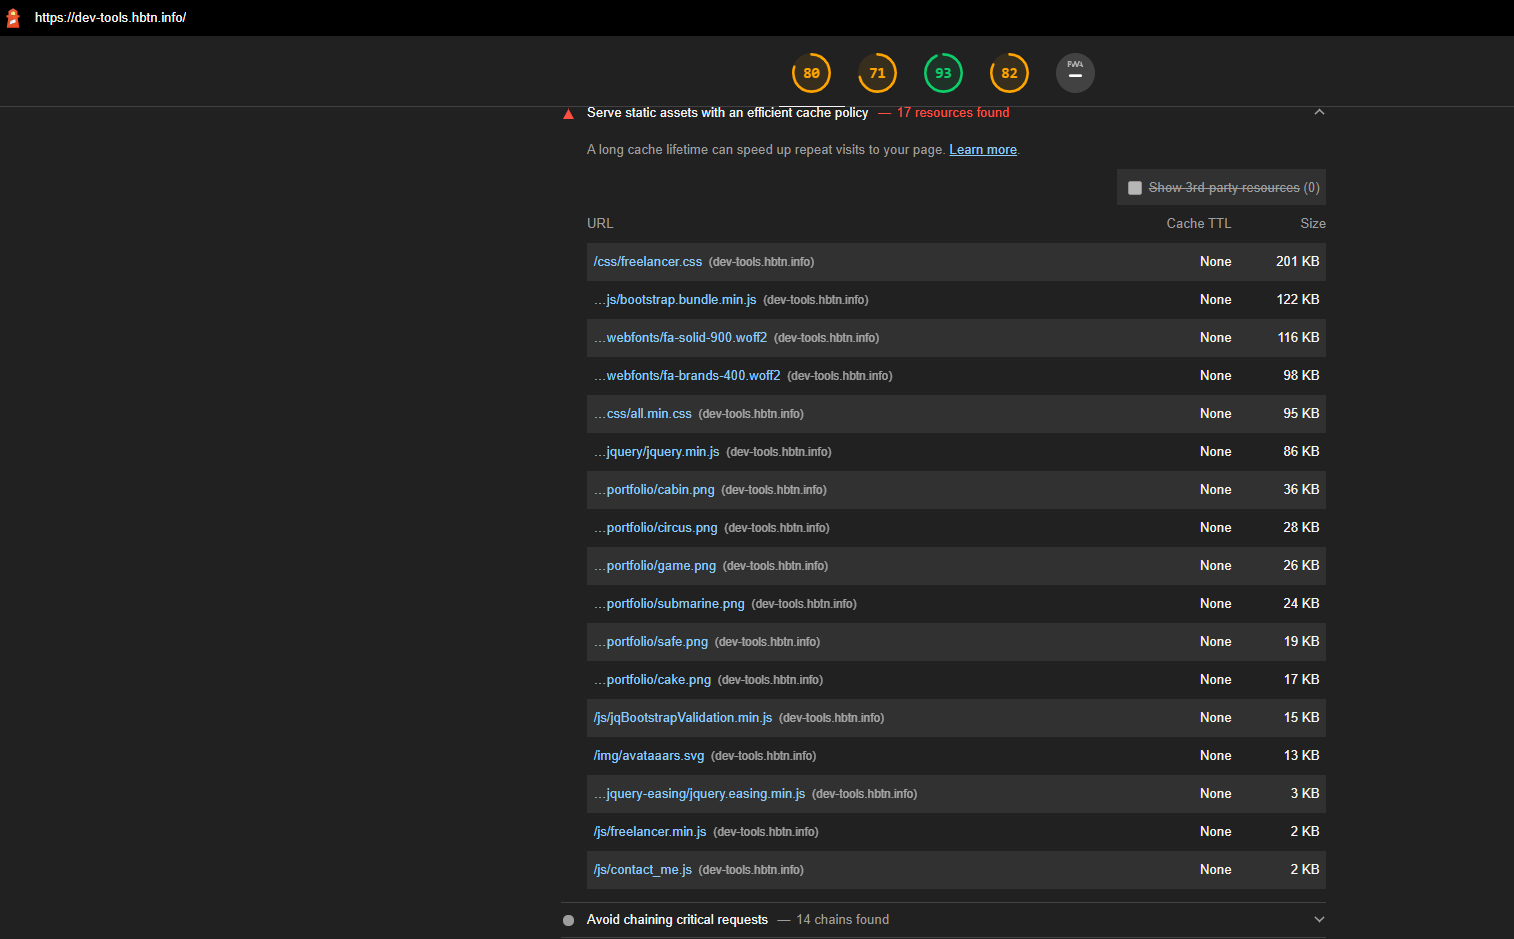 https://dev-tools.hbtn.info/
80 71 93 82 PWA
Serve static assets with an efficient cache policy — 17 resources found
A long cache lifetime can speed up repeat visits to your page. Learn more.
Show 3rd-party resources (0)
URL Cache TTL Size
/css/freelancer.css (dev-tools.hbtn.info) None 201 KB
…js/bootstrap.bundle.min.js (dev-tools.hbtn.info) None 122 KB
…webfonts/fa-solid-900.woff2 (dev-tools.hbtn.info) None 116 KB
…webfonts/fa-brands-400.woff2 (dev-tools.hbtn.info) None 98 KB
…css/all.min.css (dev-tools.hbtn.info) None 95 KB
…jquery/jquery.min.js (dev-tools.hbtn.info) None 86 KB
…portfolio/cabin.png (dev-tools.hbtn.info) None 36 KB
…portfolio/circus.png (dev-tools.hbtn.info) None 28 KB
…portfolio/game.png (dev-tools.hbtn.info) None 26 KB
…portfolio/submarine.png (dev-tools.hbtn.info) None 24 KB
…portfolio/safe.png (dev-tools.hbtn.info) None 19 KB
…portfolio/cake.png (dev-tools.hbtn.info) None 17 KB
/js/jqBootstrapValidation.min.js (dev-tools.hbtn.info) None 15 KB
/img/avataaars.svg (dev-tools.hbtn.info) None 13 KB
…jquery-easing/jquery.easing.min.js (dev-tools.hbtn.info) None 3 KB
/js/freelancer.min.js (dev-tools.hbtn.info) None 2 KB
/js/contact_me.js (dev-tools.hbtn.info) None 2 KB
Avoid chaining critical requests — 14 chains found